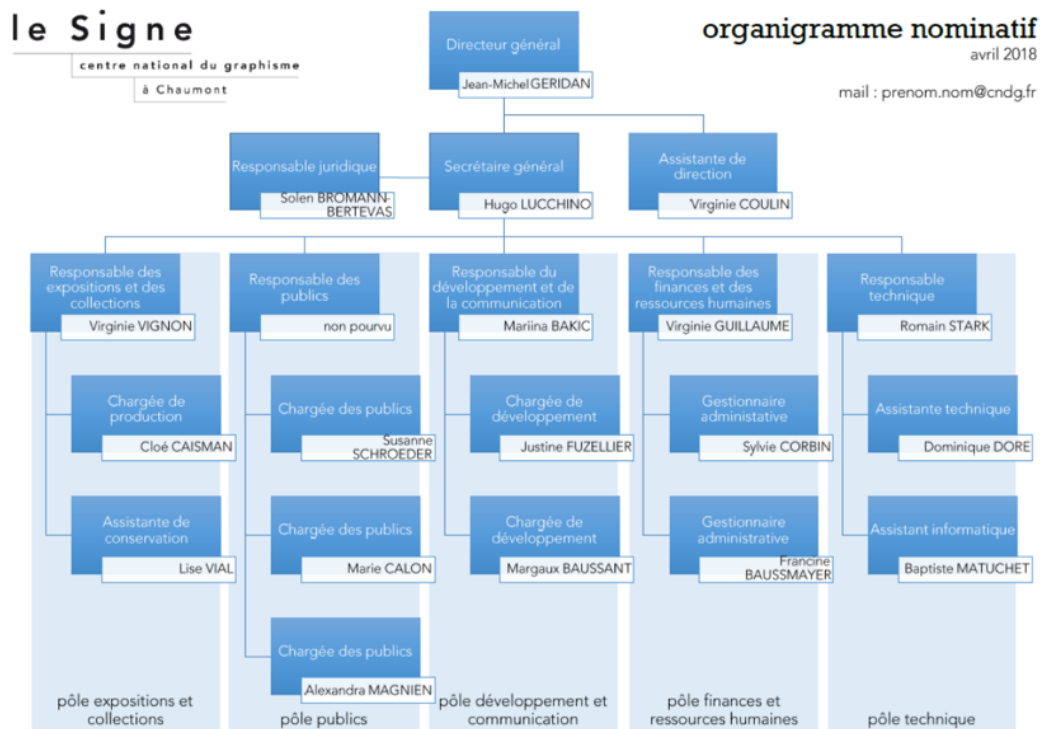 le Signe
centre national du graphisme
à Chaumont
organigramme nominatif
avril 2018
mail : prenom.nom@cndg.fr
Directeur général
Jean-Michel GERIDAN
Responsable juridique
Solen BROMANN-
BERTEVAS
Secrétaire général
Hugo LUCCHINO
Assistante de
direction
Virginie COULIN
Responsable des
expositions et des
collections
Virginie VIGNON
Chargée de
production
Cloé CAISMAN
Assistante de
conservation
Lise VIAL
pôle expositions et
collections
Responsable des
publics
non pourvu
Chargée des publics
Susanne
SCHROEDER
Chargée des publics
Marie CALON
Chargée des publics
Alexandra MAGNIEN
pôle publics
Responsable du
développement et de
la communication
Mariina BAKIC
Chargée de
développement
Justine FUZELLIER
Chargée de
développement
Margaux BAUSSANT
pôle développement et
communication
Responsable des
finances et des
ressources humaines
Virginie GUILLAUME
Gestionnaire
administative
Sylvie CORBIN
Gestionnaire
administrative
Francine
BAUSSMAYER
pôle finances et
ressources humaines
Responsable
technique
Romain STARK
Assistante technique
Dominique DORE
Assistant informatique
Baptiste MATUCHET
pôle technique